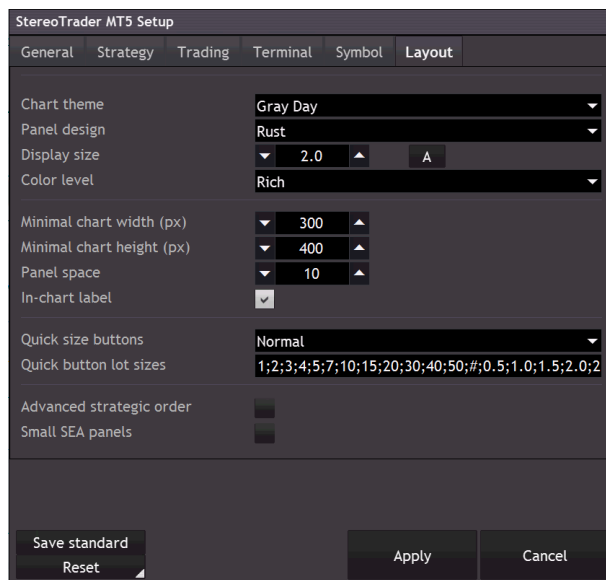 StereoTrader MT5 Setup
General Strategy Trading Terminal Symbol Layout
Chart theme Gray Day
Panel design Rust
Display size 2.0 A
Color level Rich
Minimal chart width (px) 300
Minimal chart height (px) 400
Panel space 10
In-chart label
Quick size buttons Normal
Quick button lot sizes 1;2;3;4;5;7;10;15;20;30;40;50;#;0.5;1.0;1.5;2.0;2
Advanced strategic order
Small SEA panels
Save standard
Reset Apply Cancel